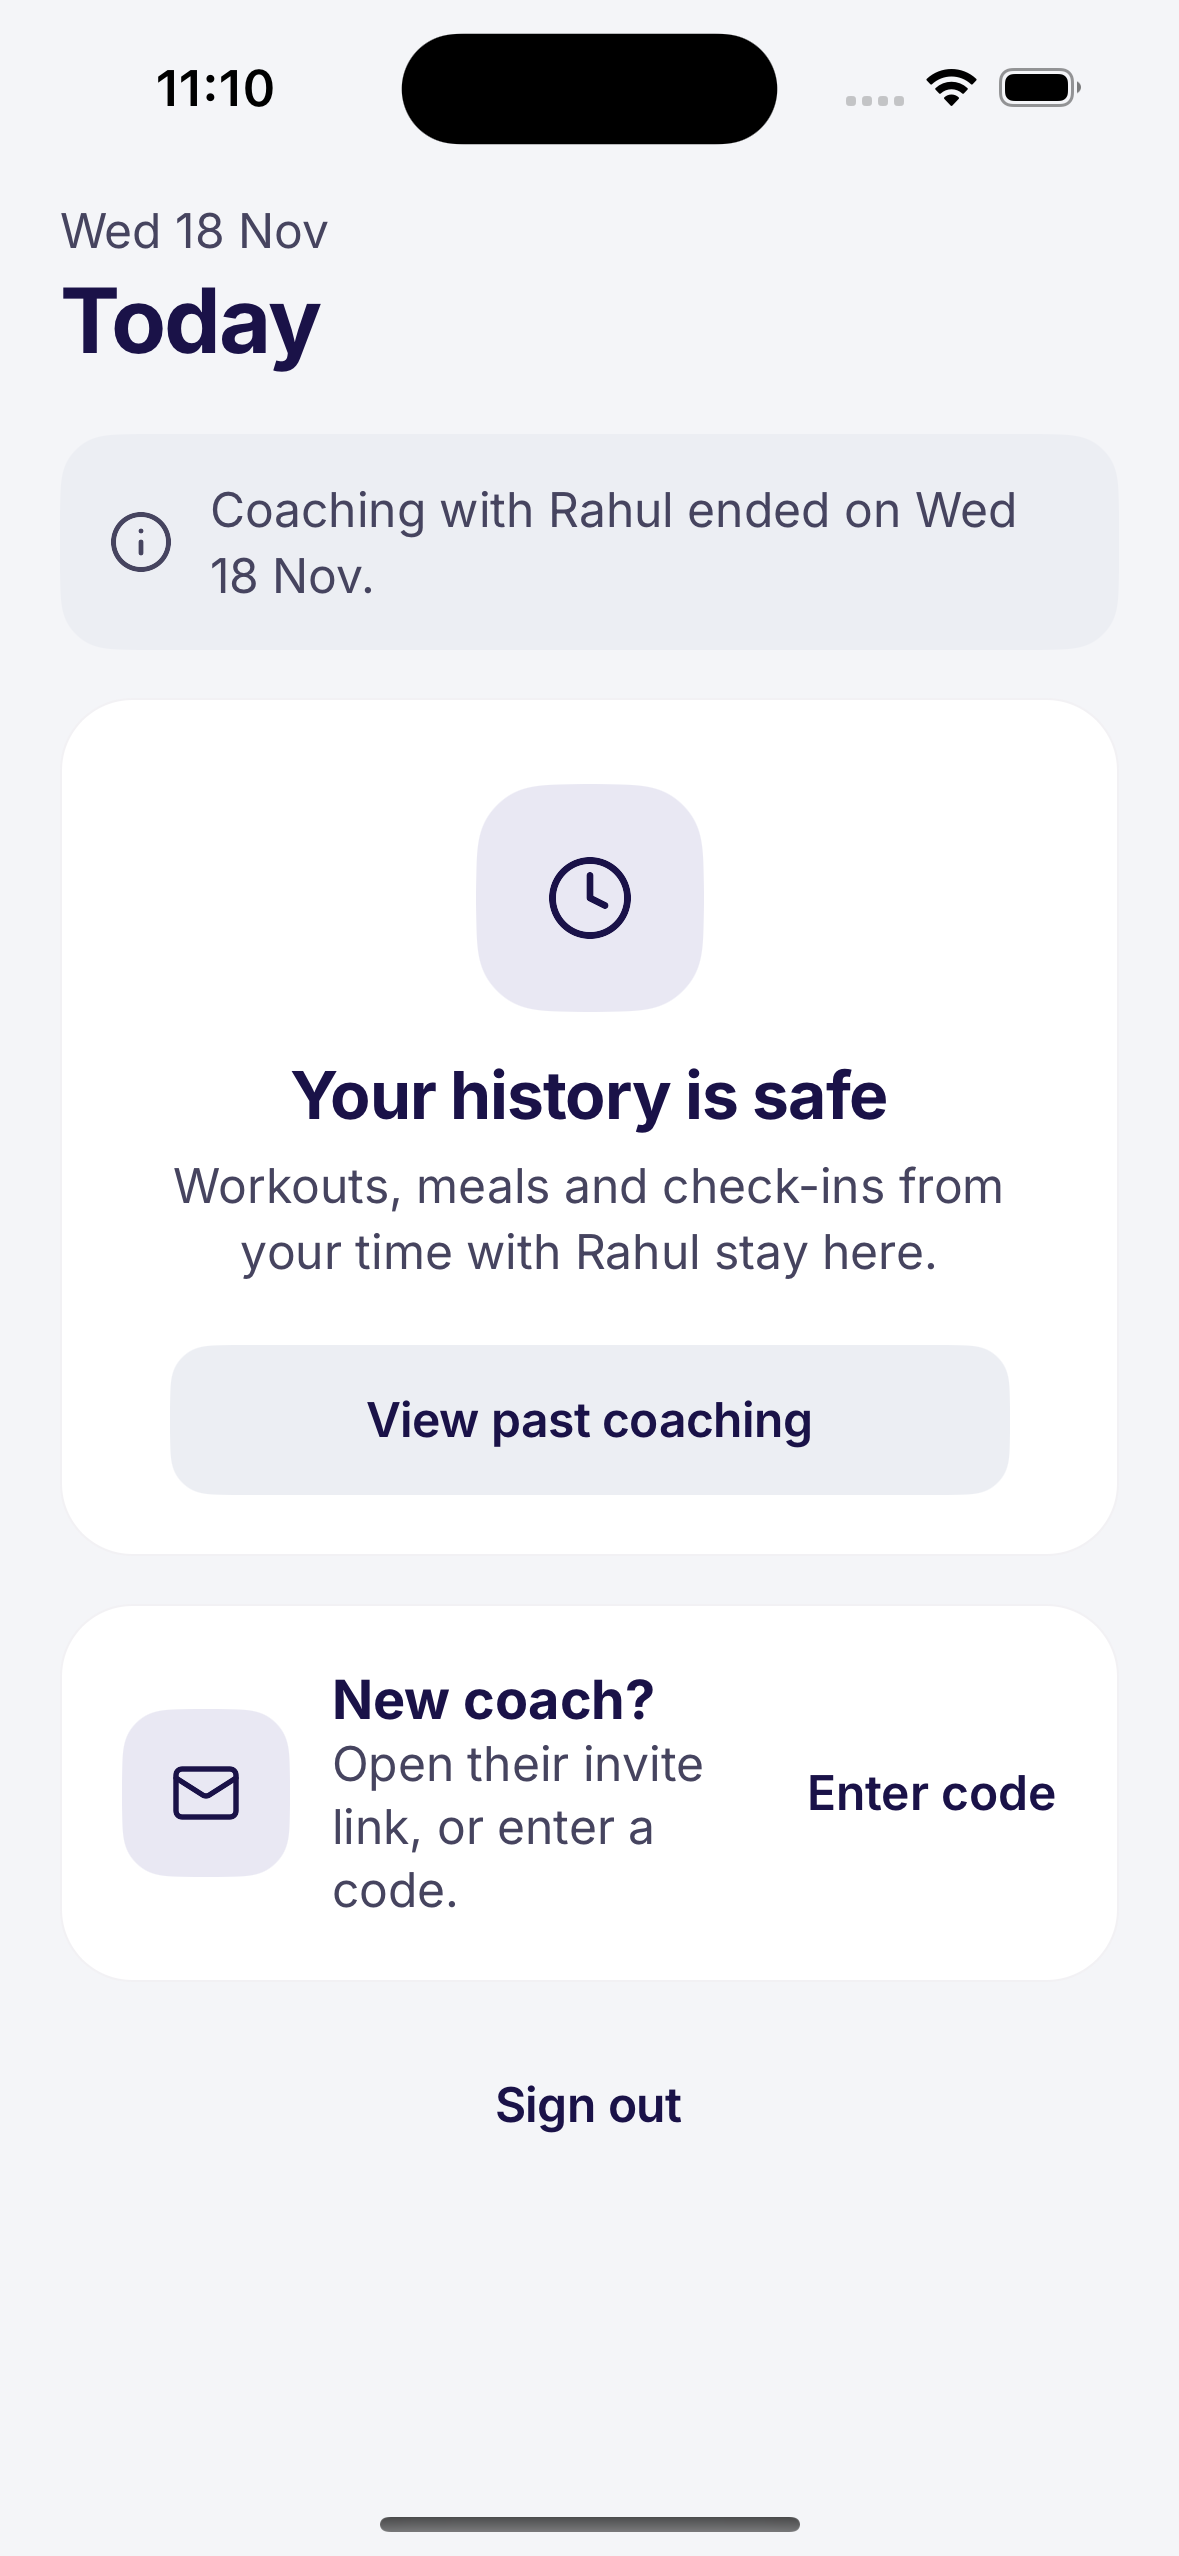 11:10
Wed 18 Nov
Today
Coaching with Rahul ended on Wed
18 Nov.
Your history is safe
Workouts, meals and check-ins from
your time with Rahul stay here.
View past coaching
New coach?
Open their invite
link, or enter a
code.
Enter code
Sign out